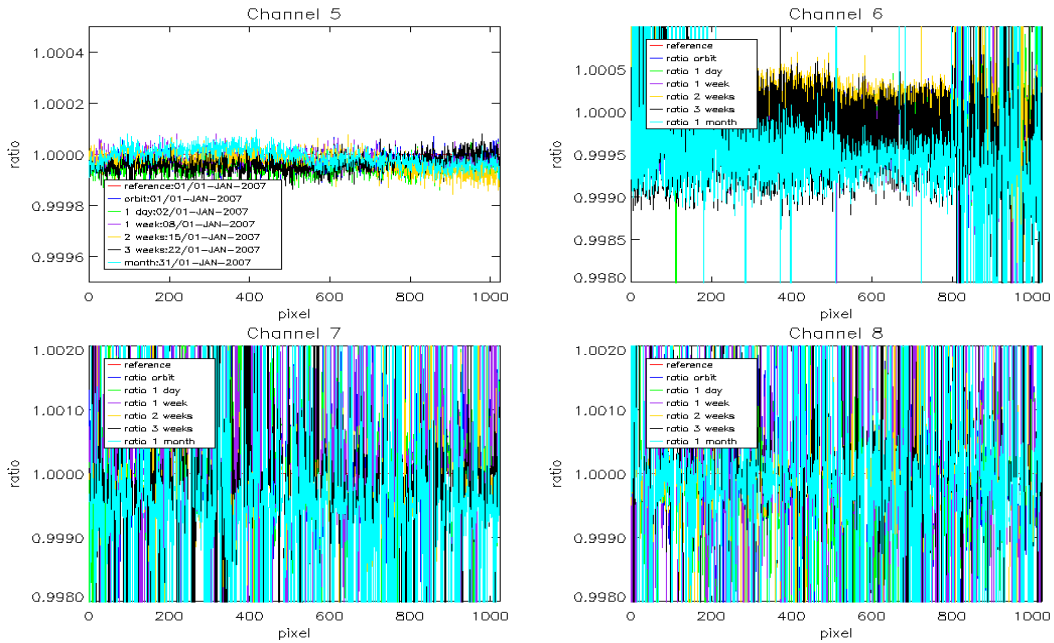 Channel 5
1.0004
1.0002
1.0000
0.9998
0.9996
ratio
reference:01/01-JAN-2007
orbit:01/01-JAN-2007
1 day:02/01-JAN-2007
1 week:08/01-JAN-2007
2 weeks:15/01-JAN-2007
3 weeks:22/01-JAN-2007
month:31/01-JAN-2007
0 200 400 600 800 1000
pixel
Channel 6
1.0005
1.0000
0.9995
0.9990
0.9985
0.9980
ratio
reference
ratio orbit
ratio 1 day
ratio 1 week
ratio 2 weeks
ratio 3 weeks
ratio 1 month
0 200 400 600 800 1000
pixel
Channel 7
1.0020
1.0010
1.0000
0.9990
0.9980
ratio
reference
ratio orbit
ratio 1 day
ratio 1 week
ratio 2 weeks
ratio 3 weeks
ratio 1 month
0 200 400 600 800 1000
pixel
Channel 8
1.0020
1.0010
1.0000
0.9990
0.9980
ratio
reference
ratio orbit
ratio 1 day
ratio 1 week
ratio 2 weeks
ratio 3 weeks
ratio 1 month
0 200 400 600 800 1000
pixel